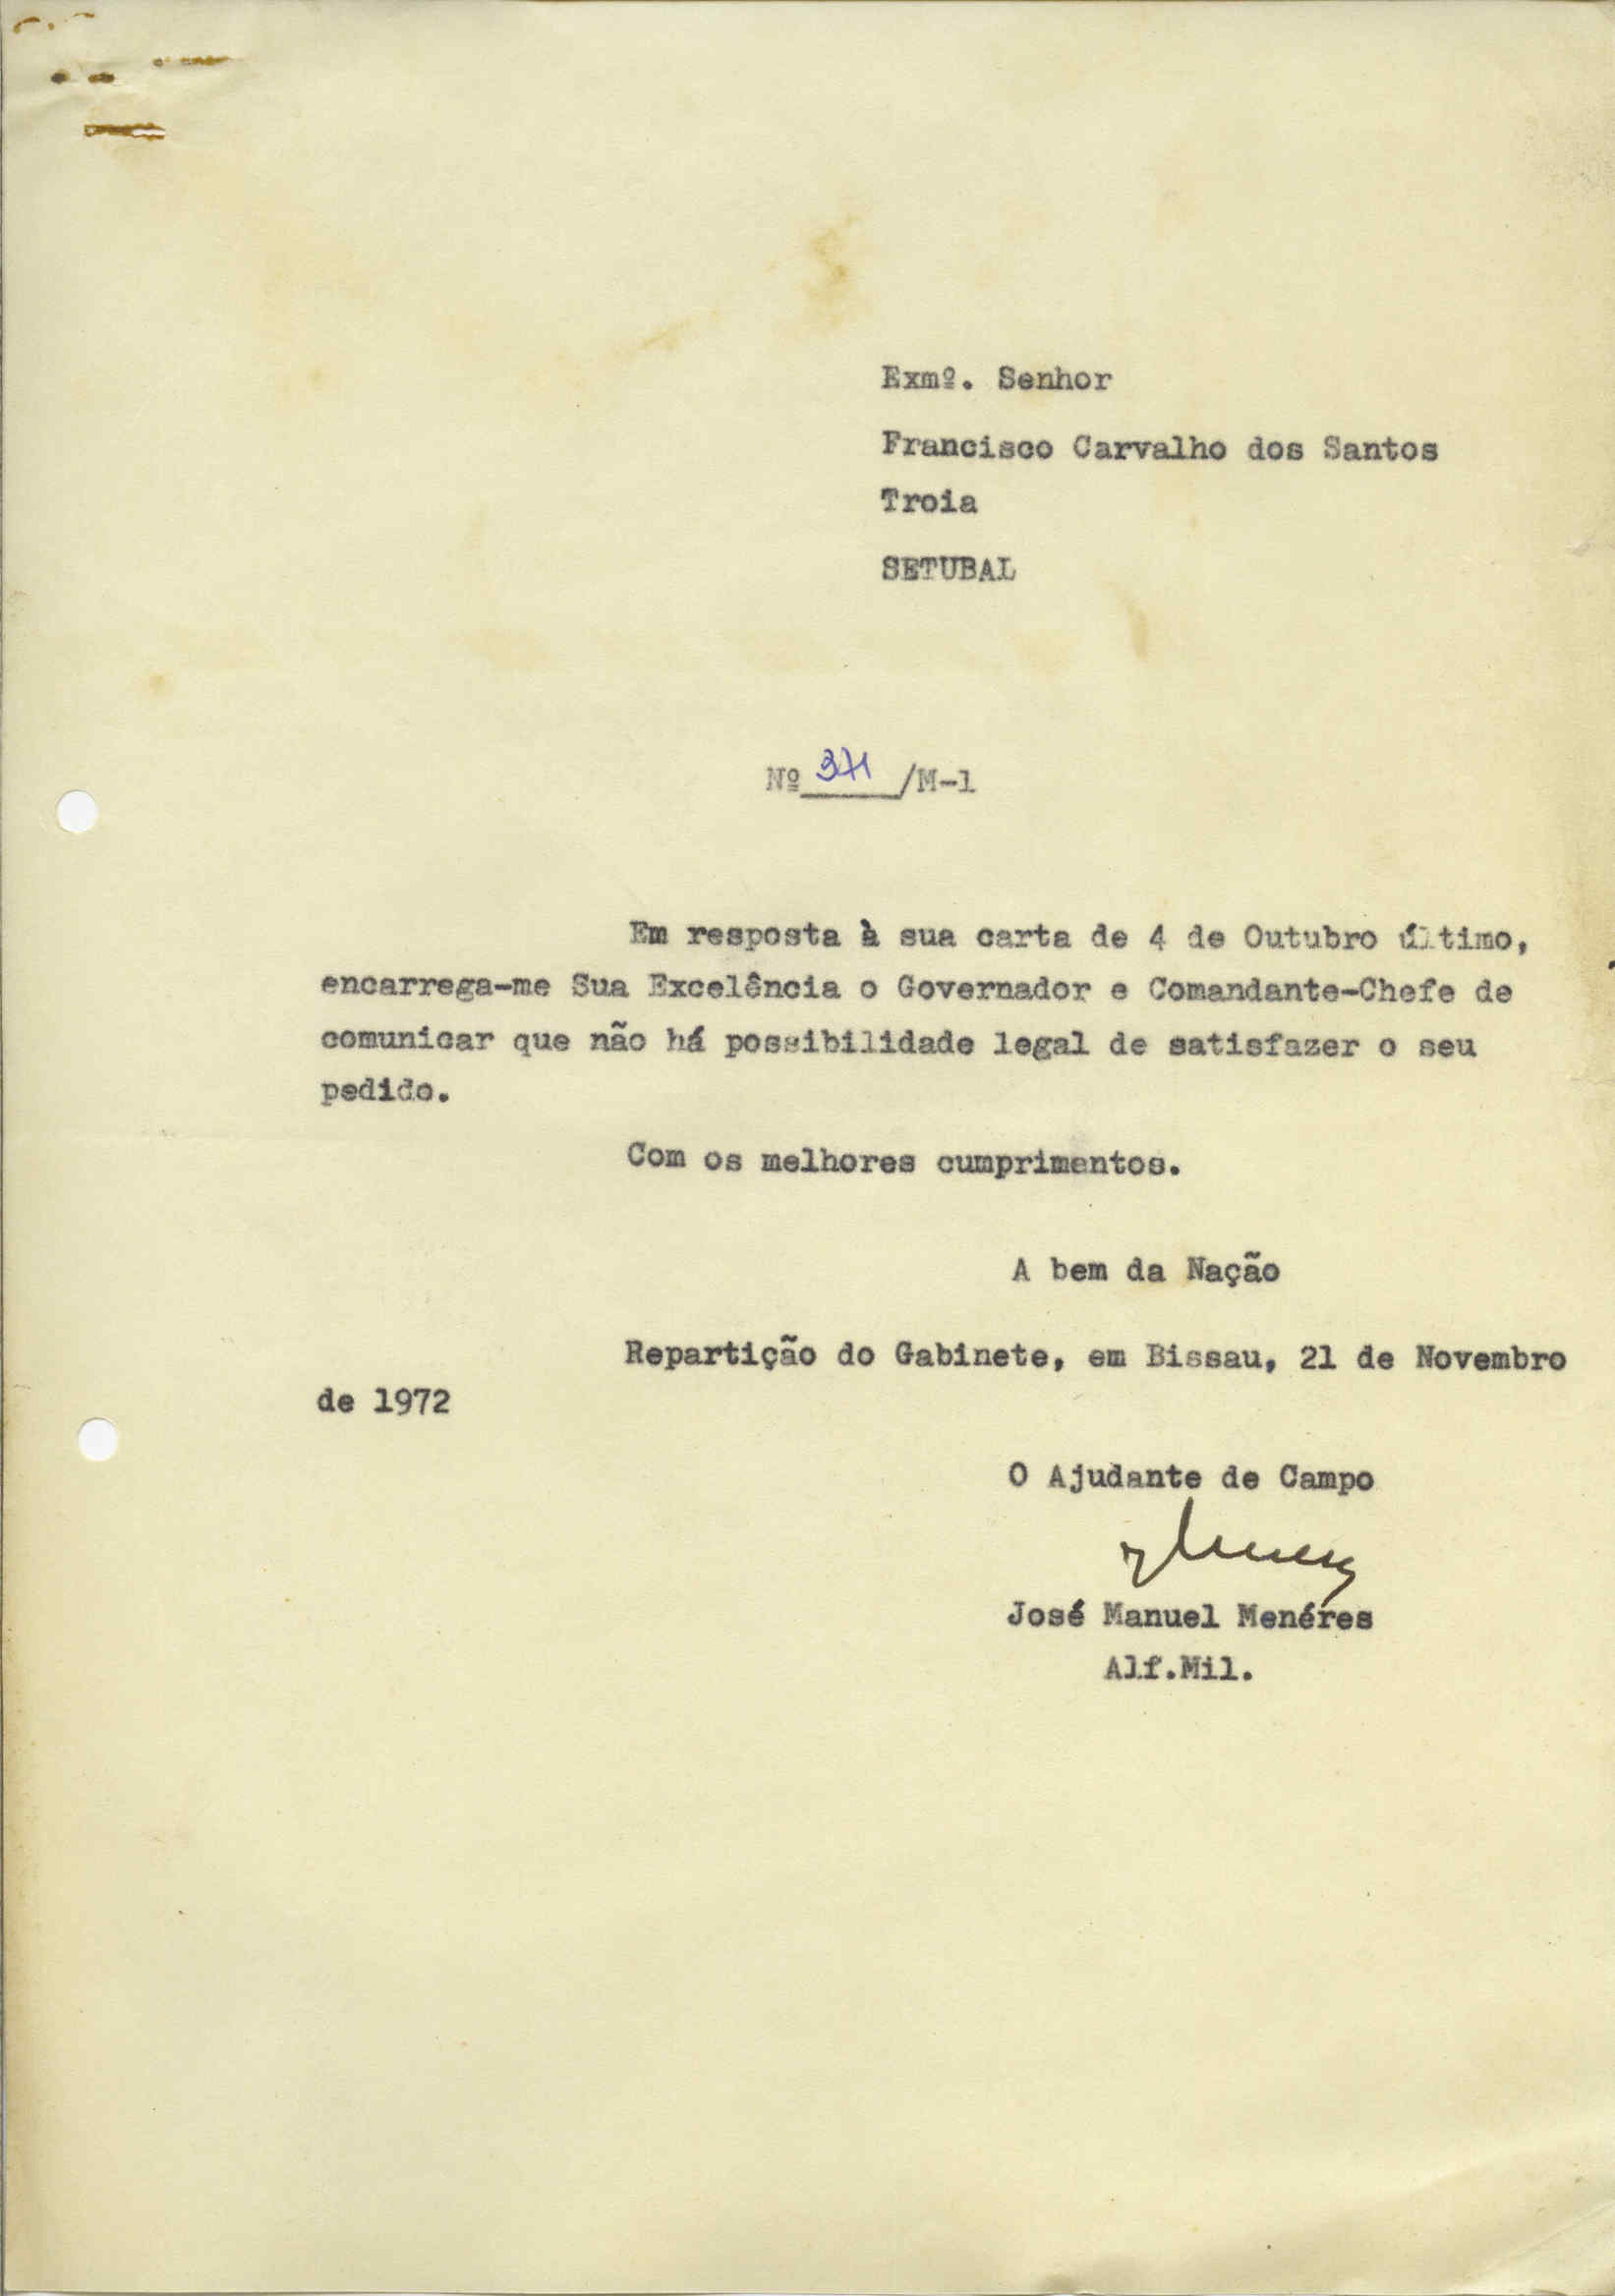 Exmº. Senhor
Francisco Carvalho dos Santos
Troia
SETUBAL
Nº 371 /M-1
Em resposta à sua carta de 4 de Outubro último,
encarrega-me Sua Excelência o Governador e Comandante-Chefe de
comunicar que não há possibilidade legal de satisfazer o seu
pedido.
Com os melhores cumprimentos.
A bem da Nação
Repartição do Gabinete, em Bissau, 21 de Novembro
de 1972
O Ajudante de Campo
José Manuel Menéres
Alf.Mil.